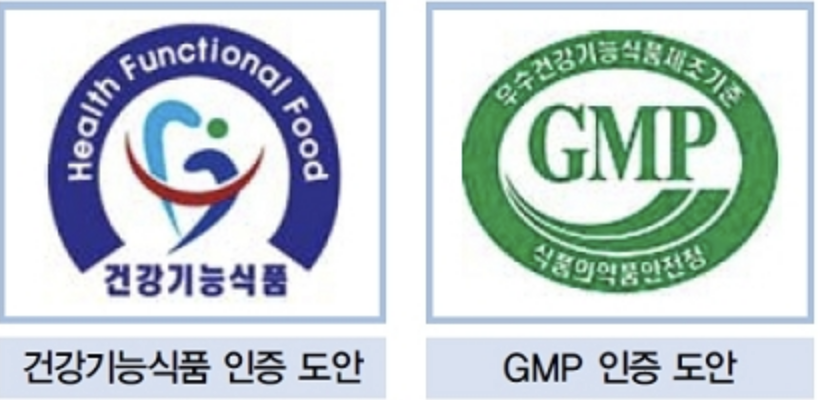 Health Functional Food
건강기능식품
우수건강기능식품제조기준
GMP
식품의약품안전청
건강기능식품 인증 도안
GMP 인증 도안